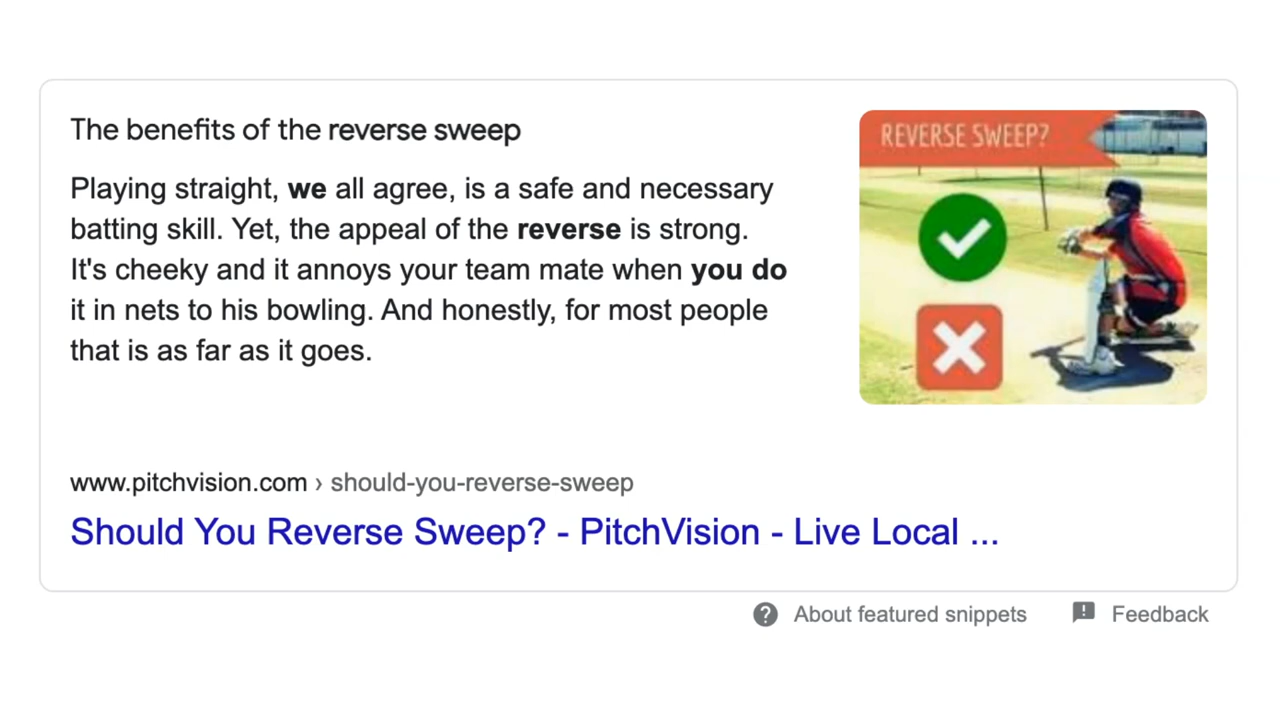 The benefits of the reverse sweep
Playing straight, we all agree, is a safe and necessary
batting skill. Yet, the appeal of the reverse is strong.
It's cheeky and it annoys your team mate when you do
it in nets to his bowling. And honestly, for most people
that is as far as it goes.
REVERSE SWEEP?
www.pitchvision.com › should-you-reverse-sweep
Should You Reverse Sweep? - PitchVision - Live Local ...
About featured snippets
Feedback